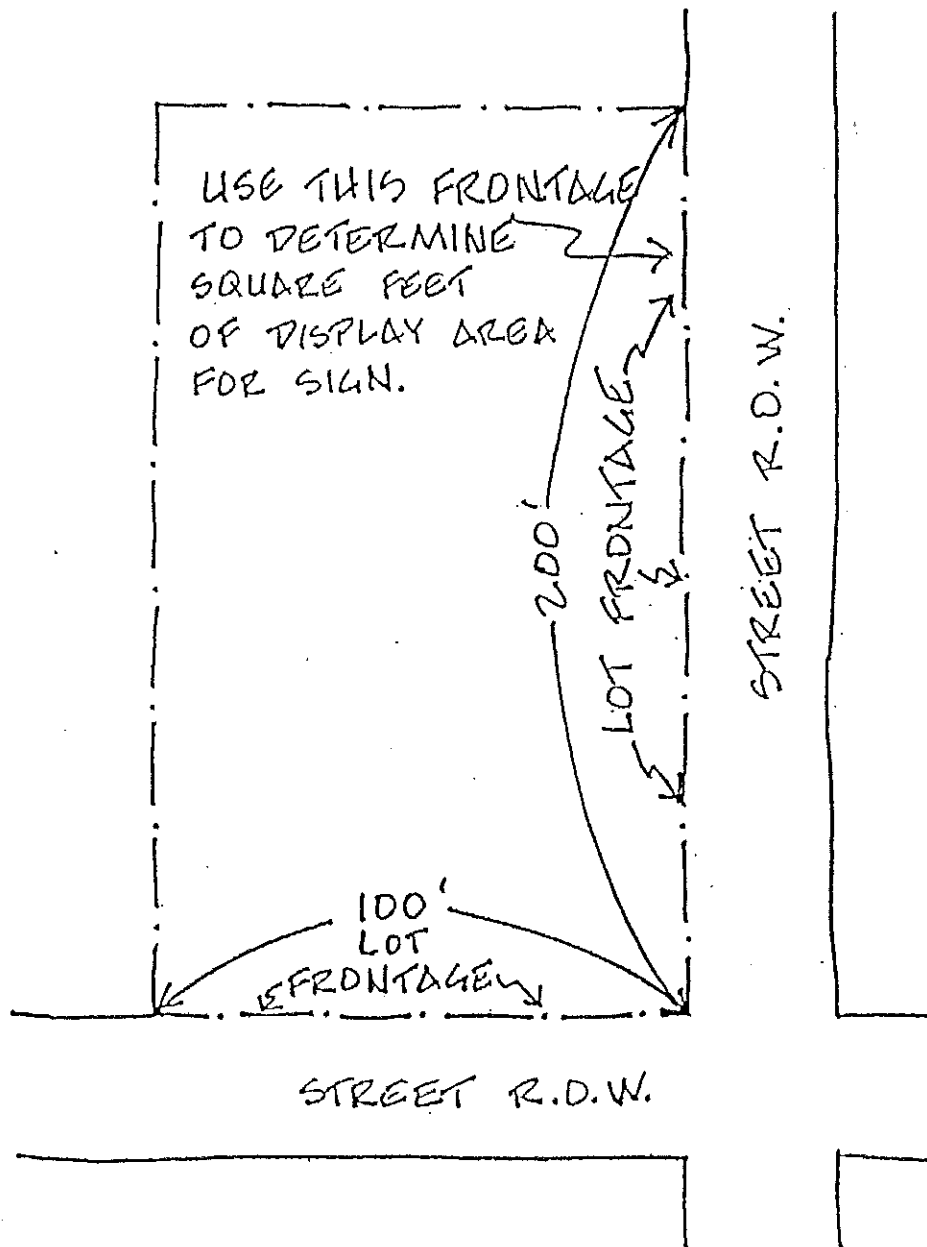 USE THIS FRONTAGE
TO DETERMINE
SQUARE FEET
OF DISPLAY AREA
FOR SIGN.
200'
LOT FRONTAGE
STREET R.O.W.
100'
LOT
FRONTAGE
STREET R.O.W.